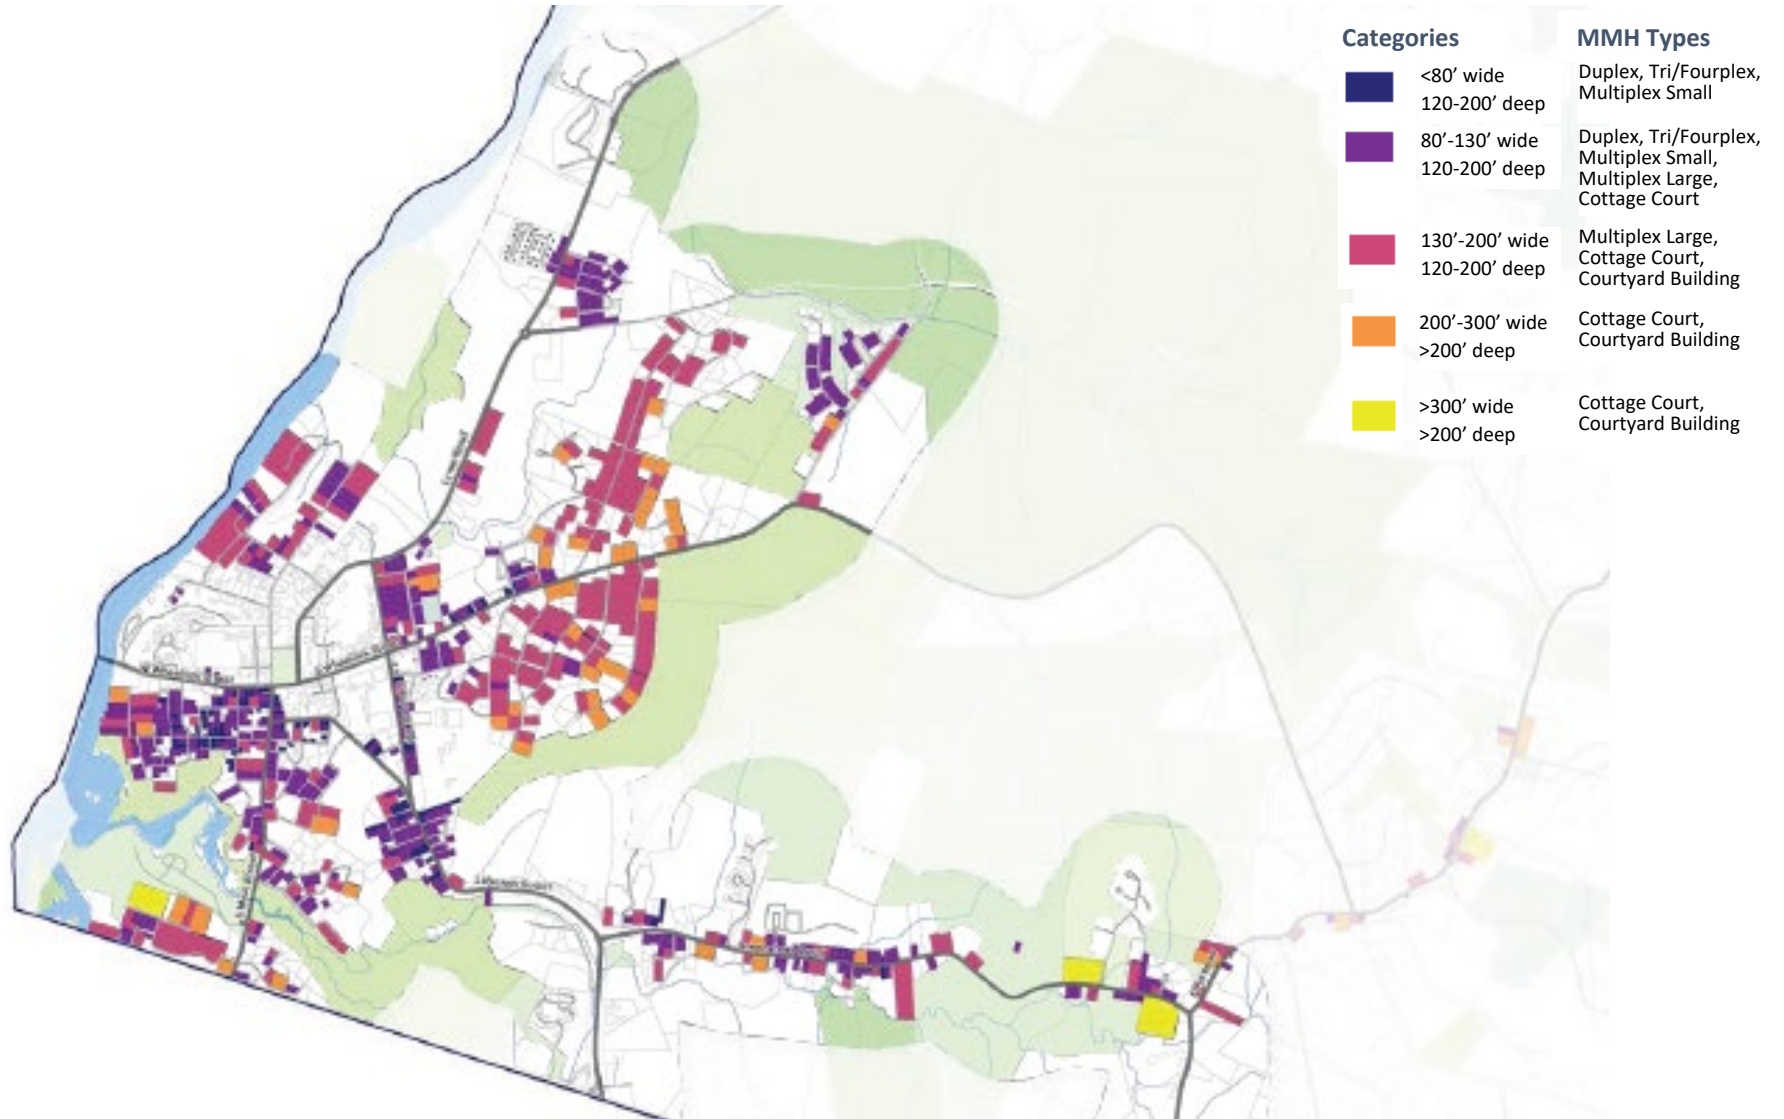 Categories
MMH Types
<80’ wide
120-200’ deep
Duplex, Tri/Fourplex,
Multiplex Small
80’-130’ wide
120-200’ deep
Duplex, Tri/Fourplex,
Multiplex Small,
Multiplex Large,
Cottage Court
130’-200’ wide
120-200’ deep
Multiplex Large,
Cottage Court,
Courtyard Building
200’-300’ wide
>200’ deep
Cottage Court,
Courtyard Building
>300’ wide
>200’ deep
Cottage Court,
Courtyard Building